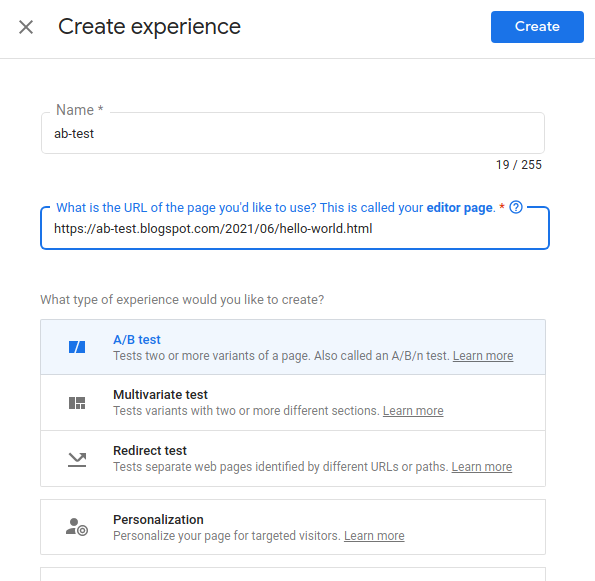 Create experience
Create
Name *
ab-test
19 / 255
What is the URL of the page you'd like to use? This is called your editor page. *
https://ab-test.blogspot.com/2021/06/hello-world.html
What type of experience would you like to create?
A/B test
Tests two or more variants of a page. Also called an A/B/n test. Learn more
Multivariate test
Tests variants with two or more different sections. Learn more
Redirect test
Tests separate web pages identified by different URLs or paths. Learn more
Personalization
Personalize your page for targeted visitors. Learn more